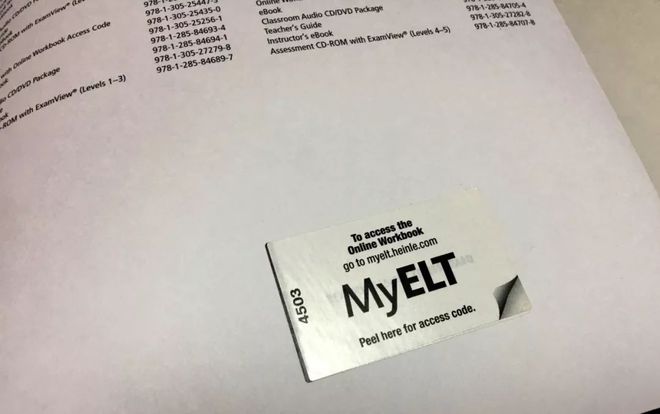 978-1-305-25435-0
978-1-305-25256-1
with Online Workbook Access Code
978-1-285-84693-4
978-1-285-84694-1
CD/DVD Package
978-1-305-27279-8
CD-ROM with ExamView® (Levels 1–3)
978-1-285-84689-7
eBook
978-1-285-84705-4
Classroom Audio CD/DVD Package
Teacher's Guide
Instructor's eBook
978-1-305-27282-8
Assessment CD-ROM with ExamView® (Levels 4–5)
978-1-285-84707-8
To access the
Online Workbook
go to myelt.heinle.com
MyELT
4503
Peel here for access code.